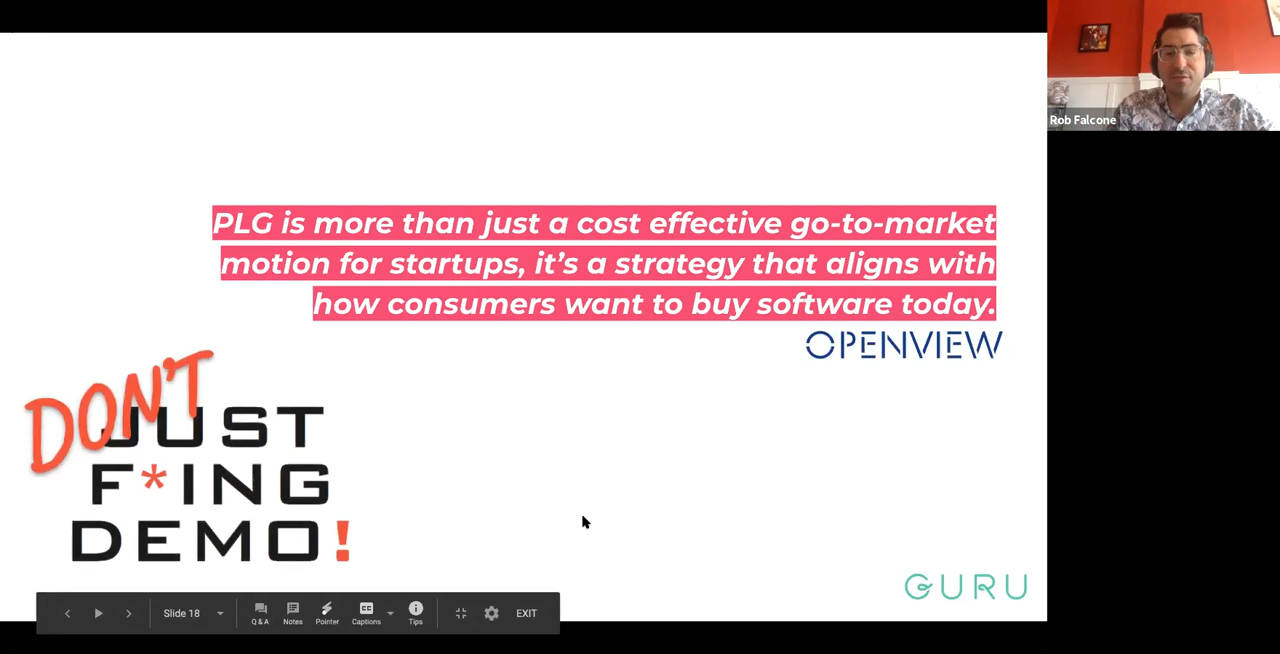 Rob Falcone
PLG is more than just a cost effective go-to-market
motion for startups, it’s a strategy that aligns with
how consumers want to buy software today.
OPENVIEW
DON'T
JUST
F*ING
DEMO!
GURU
Slide 18
Q & A
Notes
Pointer
CC
Captions
Tips
EXIT